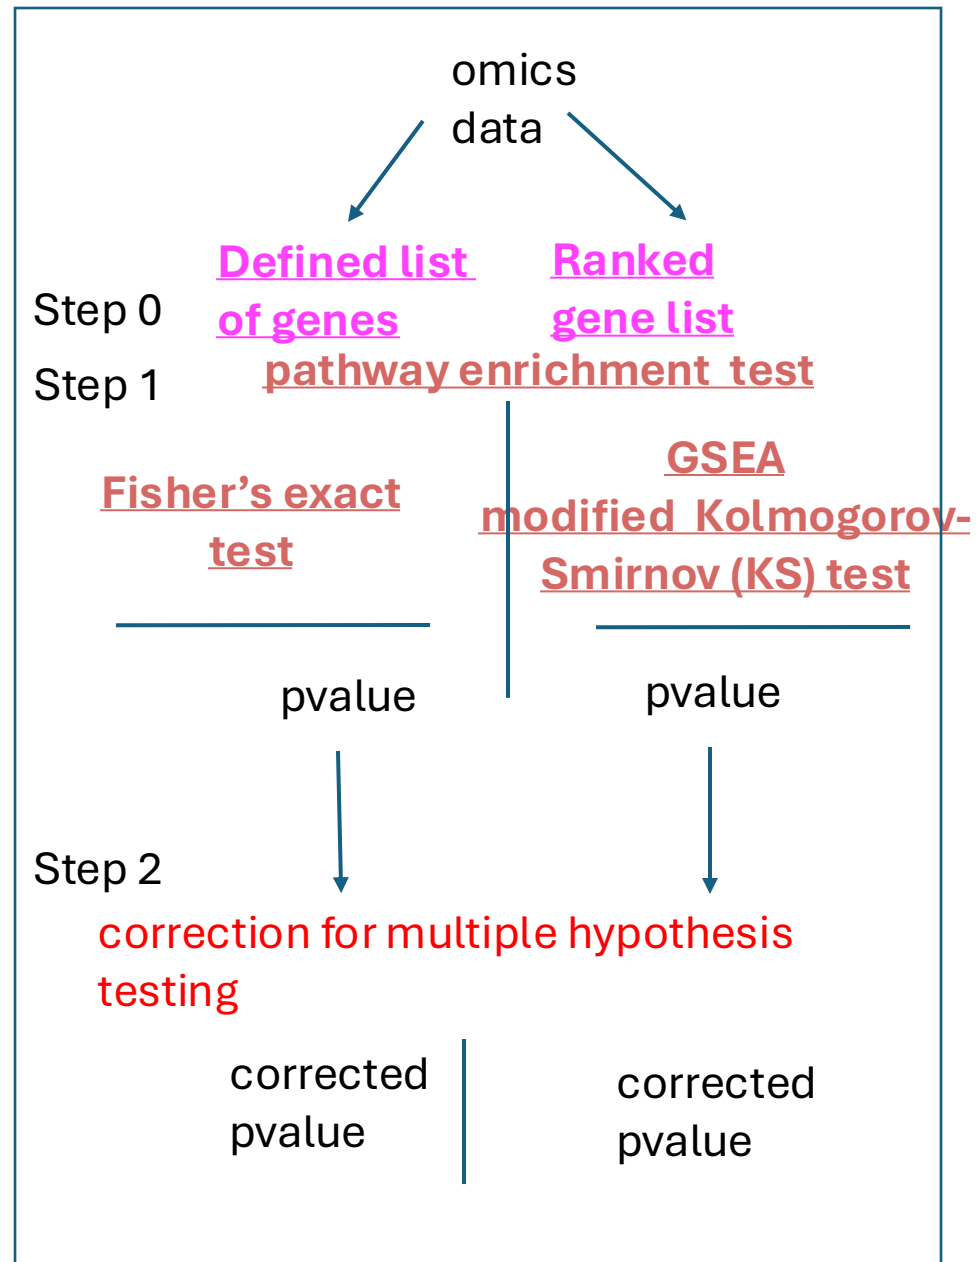 omics
data
Defined list
of genes
Ranked
gene list
Step 0
Step 1
pathway enrichment test
Fisher’s exact
test
GSEA
modified Kolmogorov-
Smirnov (KS) test
pvalue
pvalue
Step 2
correction for multiple hypothesis
testing
corrected
pvalue
corrected
pvalue